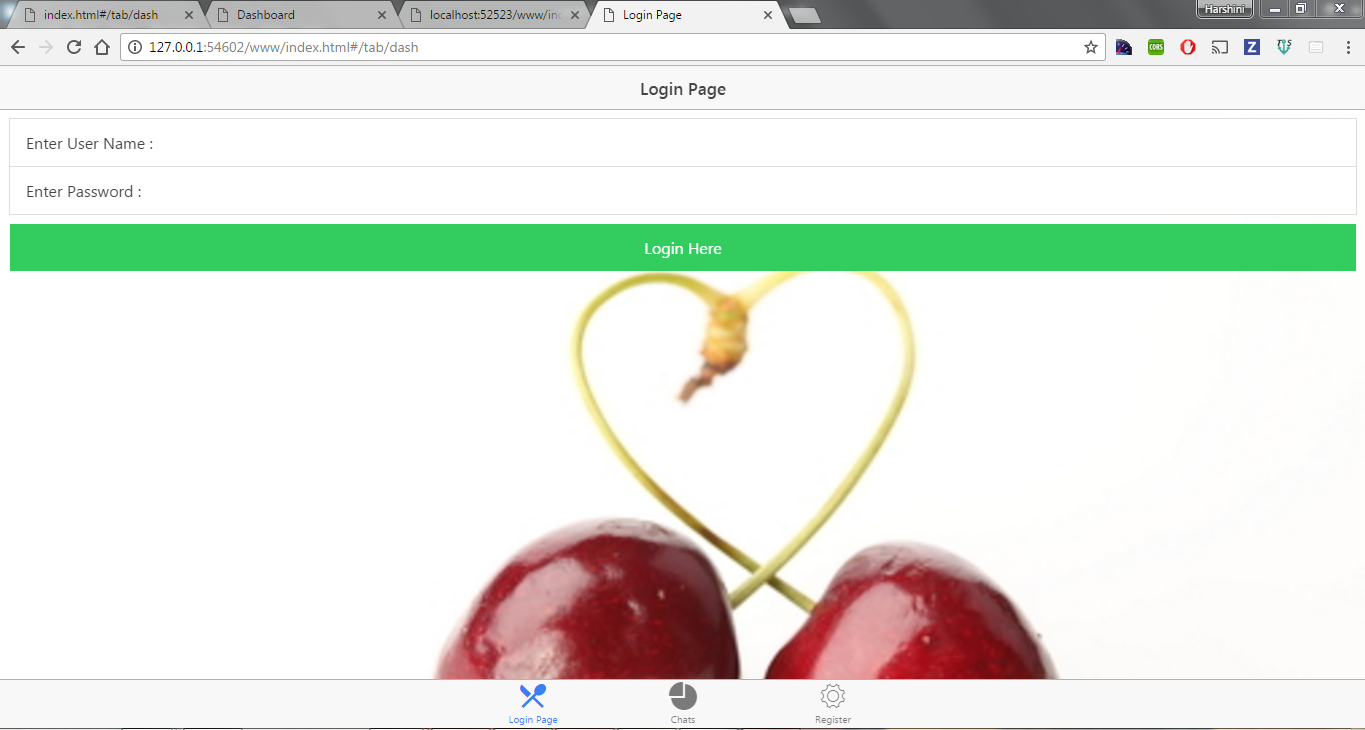 Harshini
index.html#/tab/dash Dashboard localhost:52523/www/in Login Page
127.0.0.1:54602/www/index.html#/tab/dash
CORS Z
Login Page
Enter User Name :
Enter Password :
Login Here
Login Page Chats Register